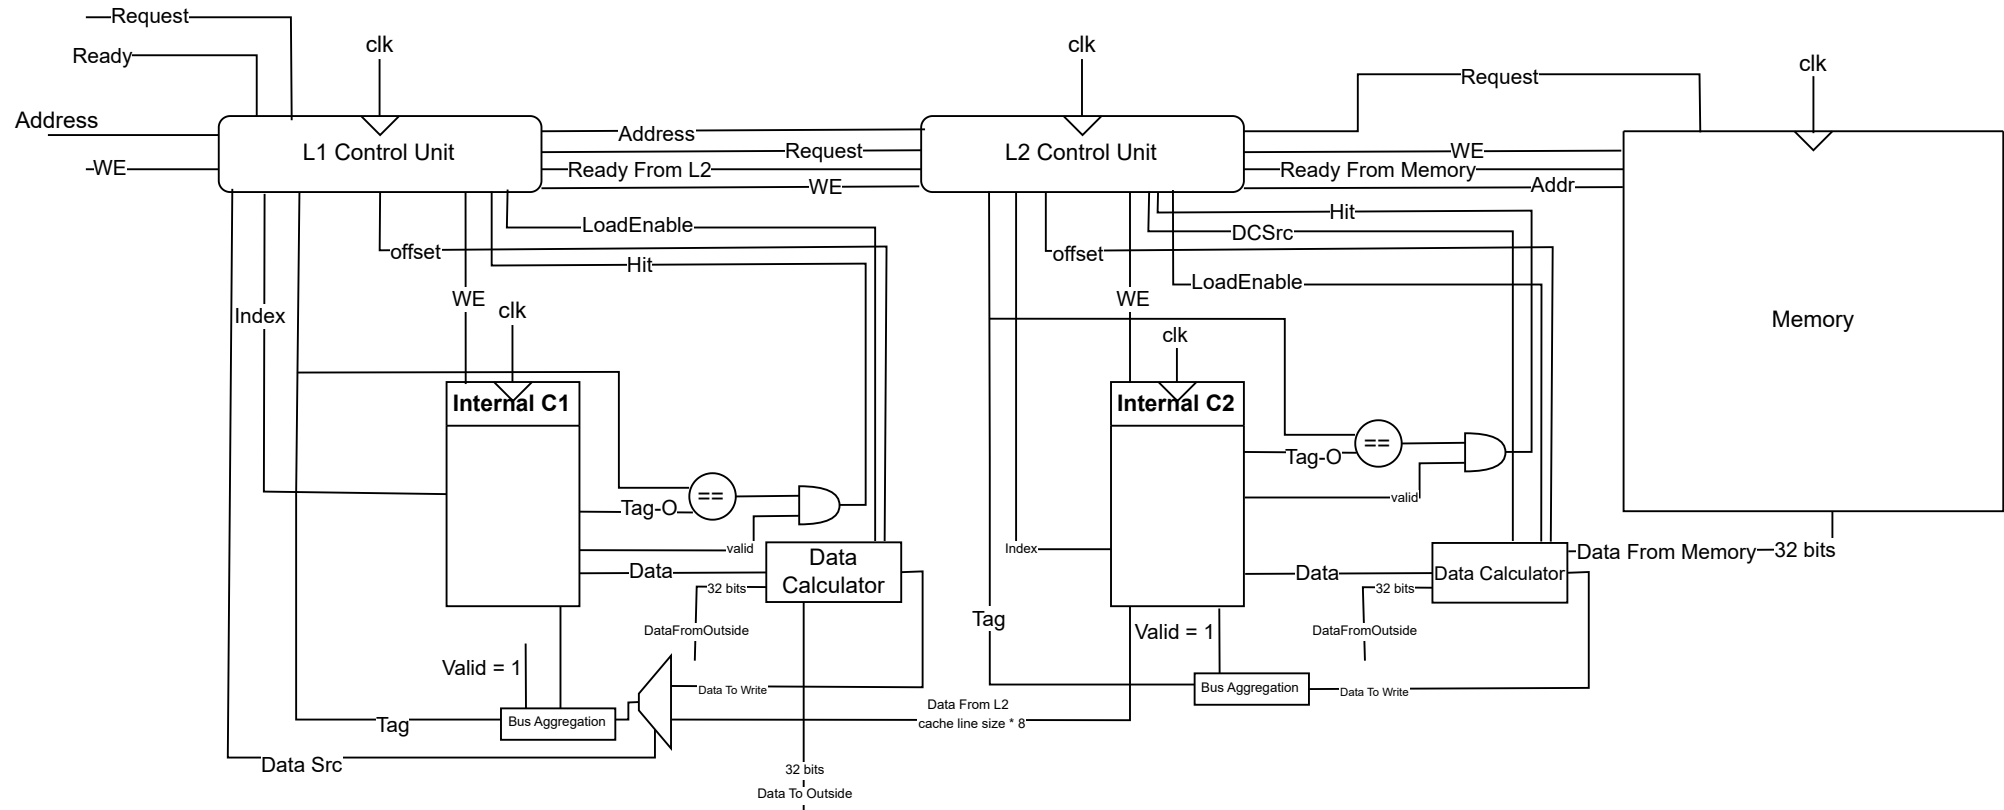 Request
Ready
clk
clk
clk
Request
Address
WE
L1 Control Unit
Address
Request
Ready From L2
WE
L2 Control Unit
WE
Ready From Memory
Addr
LoadEnable
offset
Hit
Hit
DCSrc
offset
LoadEnable
Index
WE
clk
WE
clk
Memory
Internal C1
Internal C2
==
Tag-O
valid
==
Tag-O
valid
Index
Data
Data
Calculator
32 bits
DataFromOutside
Data
Data Calculator
32 bits
DataFromOutside
Data From Memory
32 bits
Tag
Valid = 1
Valid = 1
Data To Write
Bus Aggregation
Data To Write
Data From L2
cache line size * 8
Tag
Bus Aggregation
Data Src
32 bits
Data To Outside